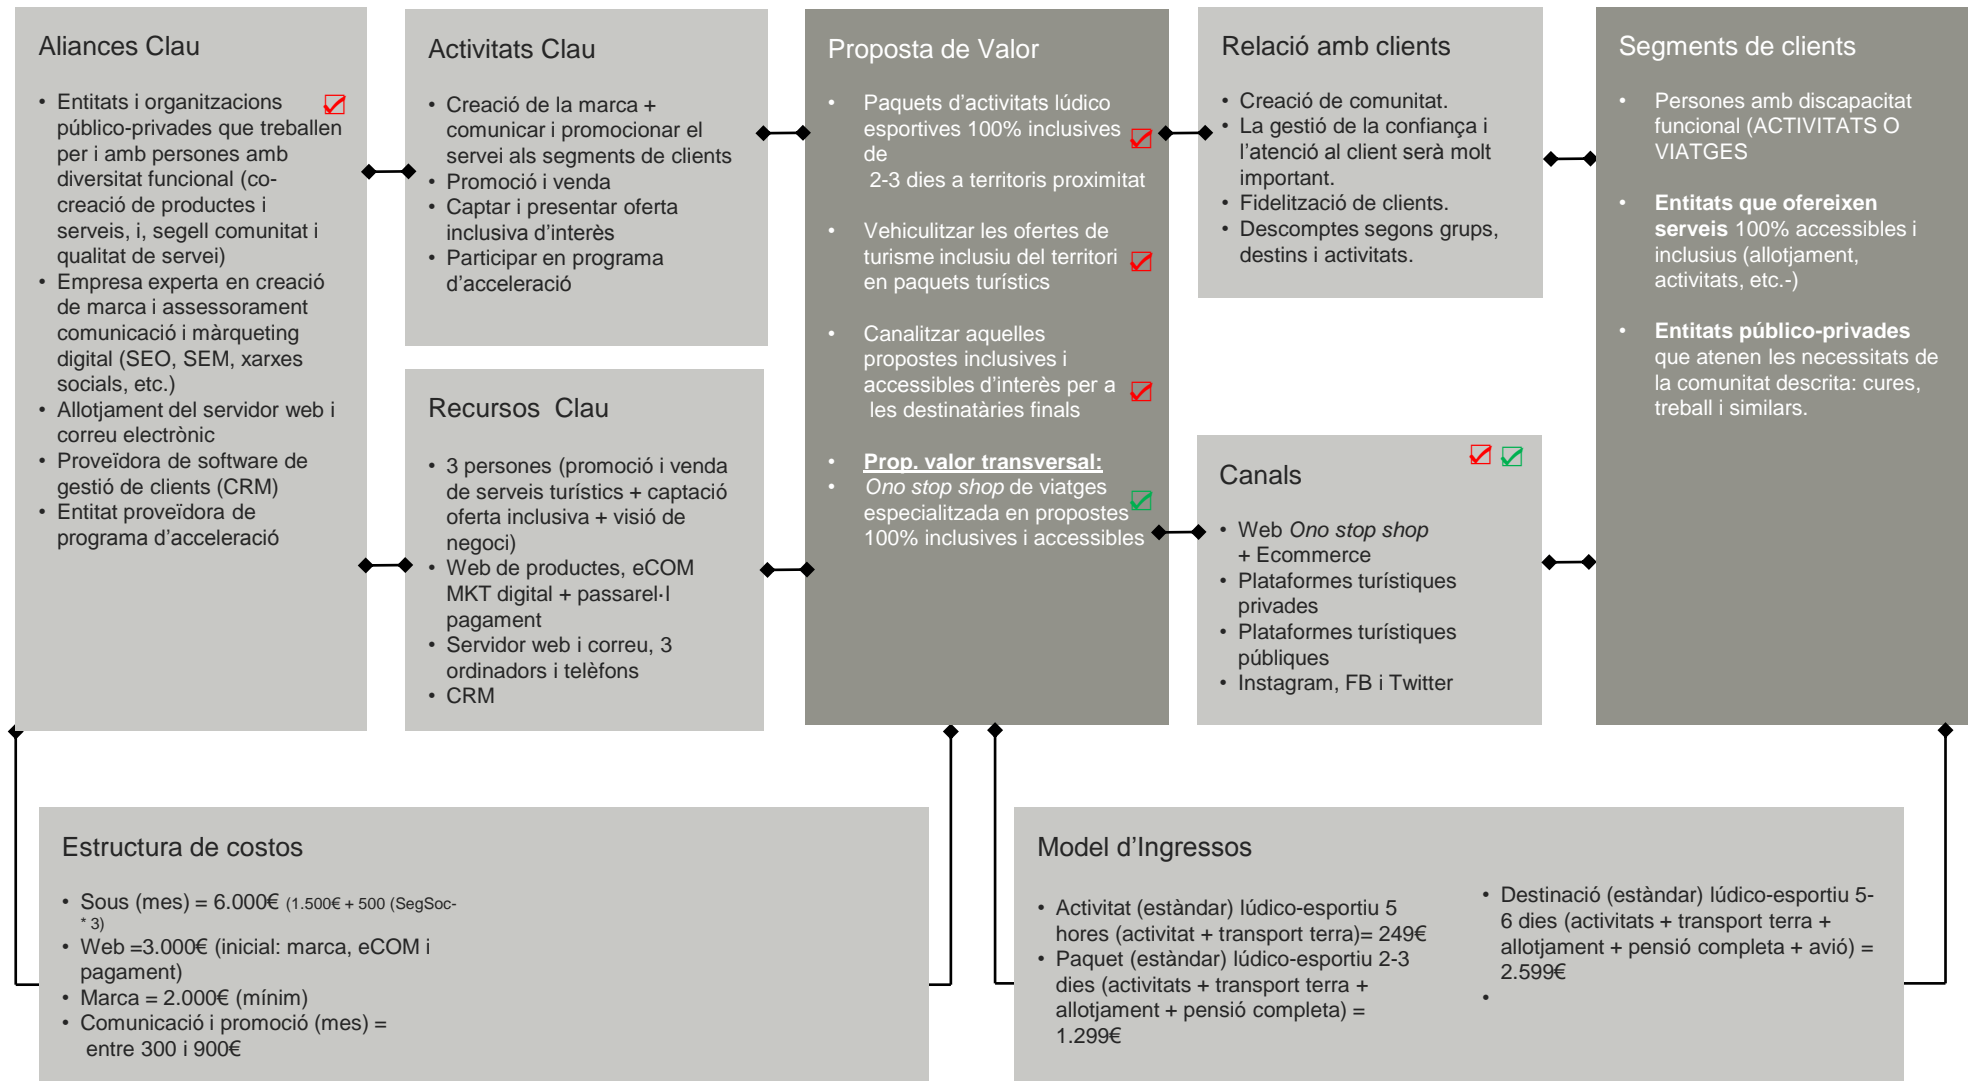 Aliances Clau
• Entitats i organitzacions
público-privades que treballen
per i amb persones amb
diversitat funcional (co-
creació de productes i
serveis, i, segell comunitat i
qualitat de servei)
• Empresa experta en creació
de marca i assessorament
comunicació i màrqueting
digital (SEO, SEM, xarxes
socials, etc.)
• Allotjament del servidor web i
correu electrònic
• Proveïdora de software de
gestió de clients (CRM)
• Entitat proveïdora de
programa d’acceleració
Activitats Clau
• Creació de la marca +
comunicar i promocionar el
servei als segments de clients
• Promoció i venda
• Captar i presentar oferta
inclusiva d’interès
• Participar en programa
d’acceleració
Recursos Clau
• 3 persones (promoció i venda
de serveis turístics + captació
oferta inclusiva + visió de
negoci)
• Web de productes, eCOM
MKT digital + passarel·l
pagament
• Servidor web i correu, 3
ordinadors i telèfons
• CRM
Proposta de Valor
• Paquets d’activitats lúdico
esportives 100% inclusives
de
2-3 dies a territoris proximitat
• Vehiculitzar les ofertes de
turisme inclusiu del territori
en paquets turístics
• Canalitzar aquelles
propostes inclusives i
accessibles d’interès per a
les destinatàries finals
• Prop. valor transversal:
• Ono stop shop de viatges
especialitzada en propostes
100% inclusives i accessibles
Relació amb clients
• Creació de comunitat.
• La gestió de la confiança i
l’atenció al client serà molt
important.
• Fidelització de clients.
• Descomptes segons grups,
destins i activitats.
Canals
• Web Ono stop shop
+ Ecommerce
• Plataformes turístiques
privades
• Plataformes turístiques
públiques
• Instagram, FB i Twitter
Segments de clients
• Persones amb discapacitat
funcional (ACTIVITATS O
VIATGES
• Entitats que ofereixen
serveis 100% accessibles i
inclusius (allotjament,
activitats, etc.-)
• Entitats público-privades
que atenen les necessitats de
la comunitat descrita: cures,
treball i similars.
Estructura de costos
• Sous (mes) = 6.000€ (1.500€ + 500 (SegSoc-
* 3)
• Web =3.000€ (inicial: marca, eCOM i
pagament)
• Marca = 2.000€ (mínim)
• Comunicació i promoció (mes) =
entre 300 i 900€
Model d’Ingressos
• Activitat (estàndar) lúdico-esportiu 5
hores (activitat + transport terra)= 249€
• Paquet (estàndar) lúdico-esportiu 2-3
dies (activitats + transport terra +
allotjament + pensió completa) =
1.299€
• Destinació (estàndar) lúdico-esportiu 5-
6 dies (activitats + transport terra +
allotjament + pensió completa + avió) =
2.599€
•